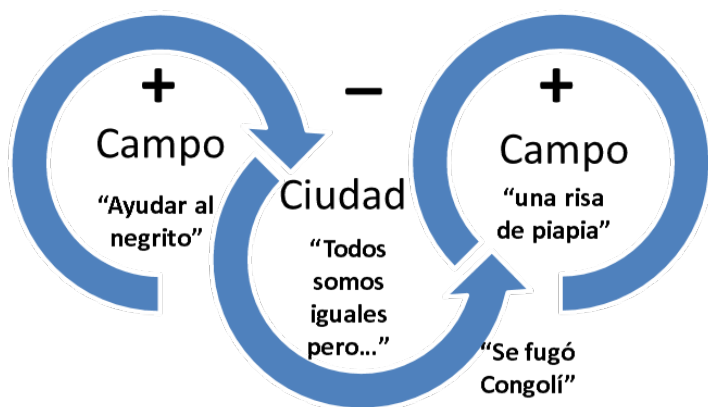 +
Campo
“Ayudar al
negrito”
–
Ciudad
“Todos
somos
iguales
pero...”
+
Campo
“una risa
de piapia”
“Se fugó
Congolí”